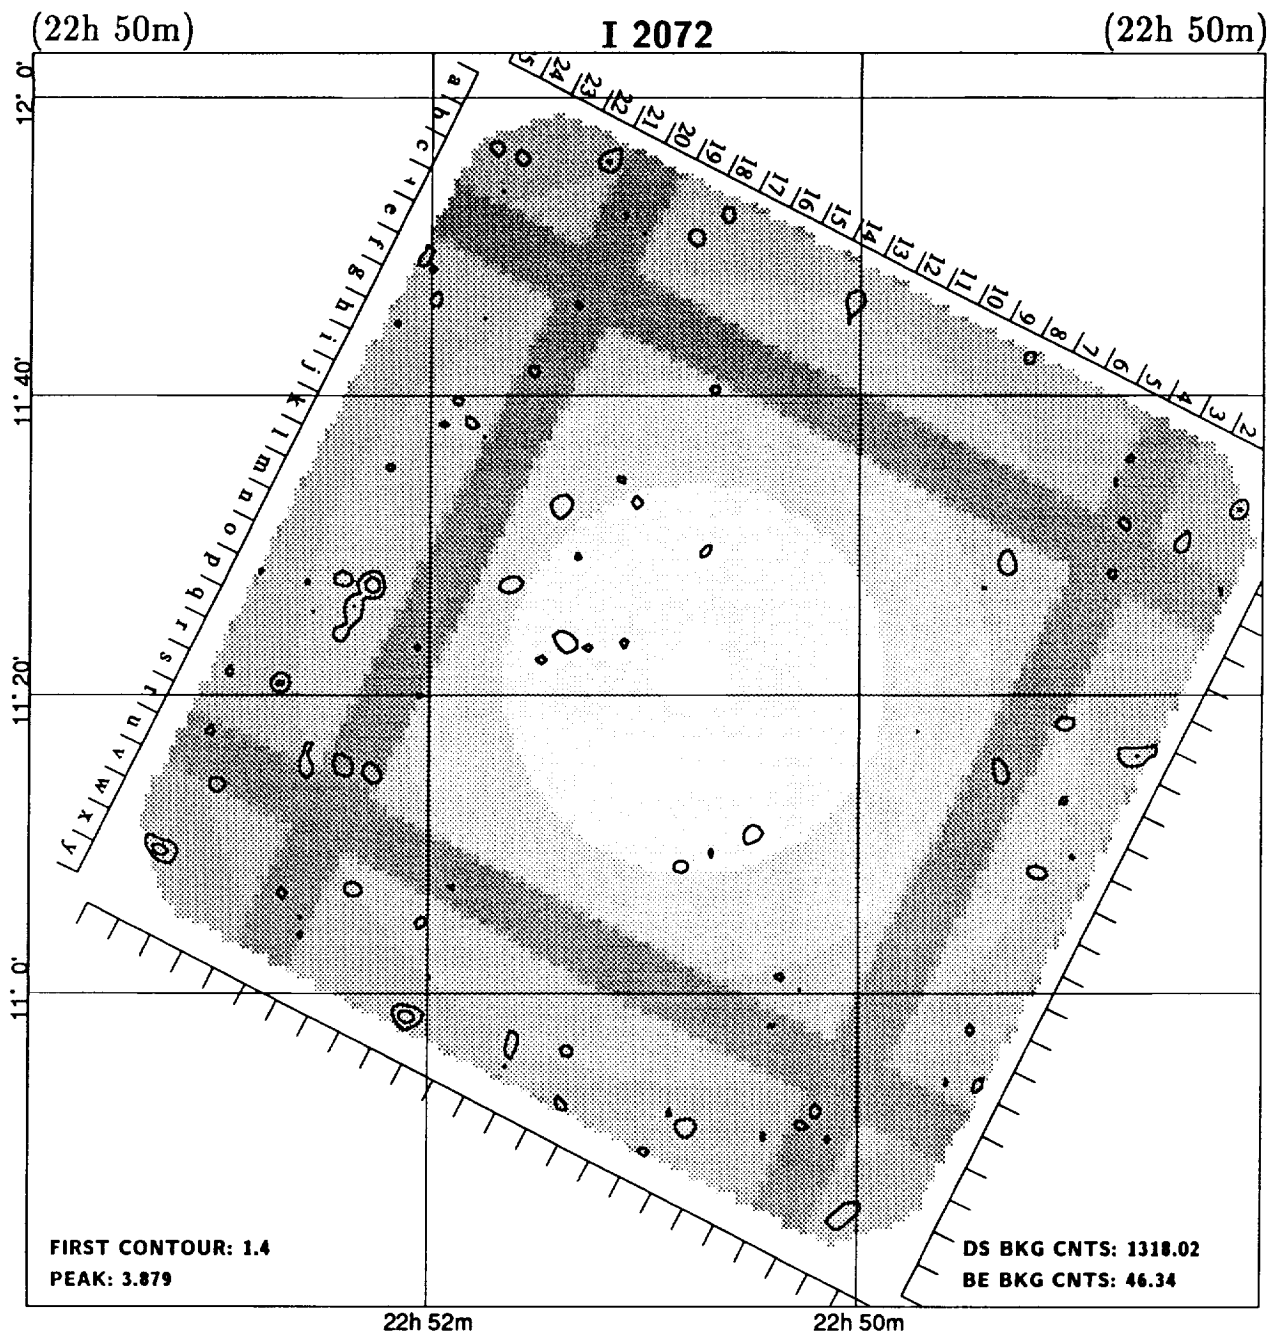 (22h 50m) I 2072 (22h 50m)
12° 0'
11° 40'
11° 20'
11° 0'
a b c d e f g h i j k l m n o p q r s t u v w x y
5 24 23 22 21 20 19 18 17 16 15 14 13 12 11 10 9 8 7 6 5 4 3 2
FIRST CONTOUR: 1.4
PEAK: 3.879
DS BKG CNTS: 1318.02
BE BKG CNTS: 46.34
22h 52m 22h 50m